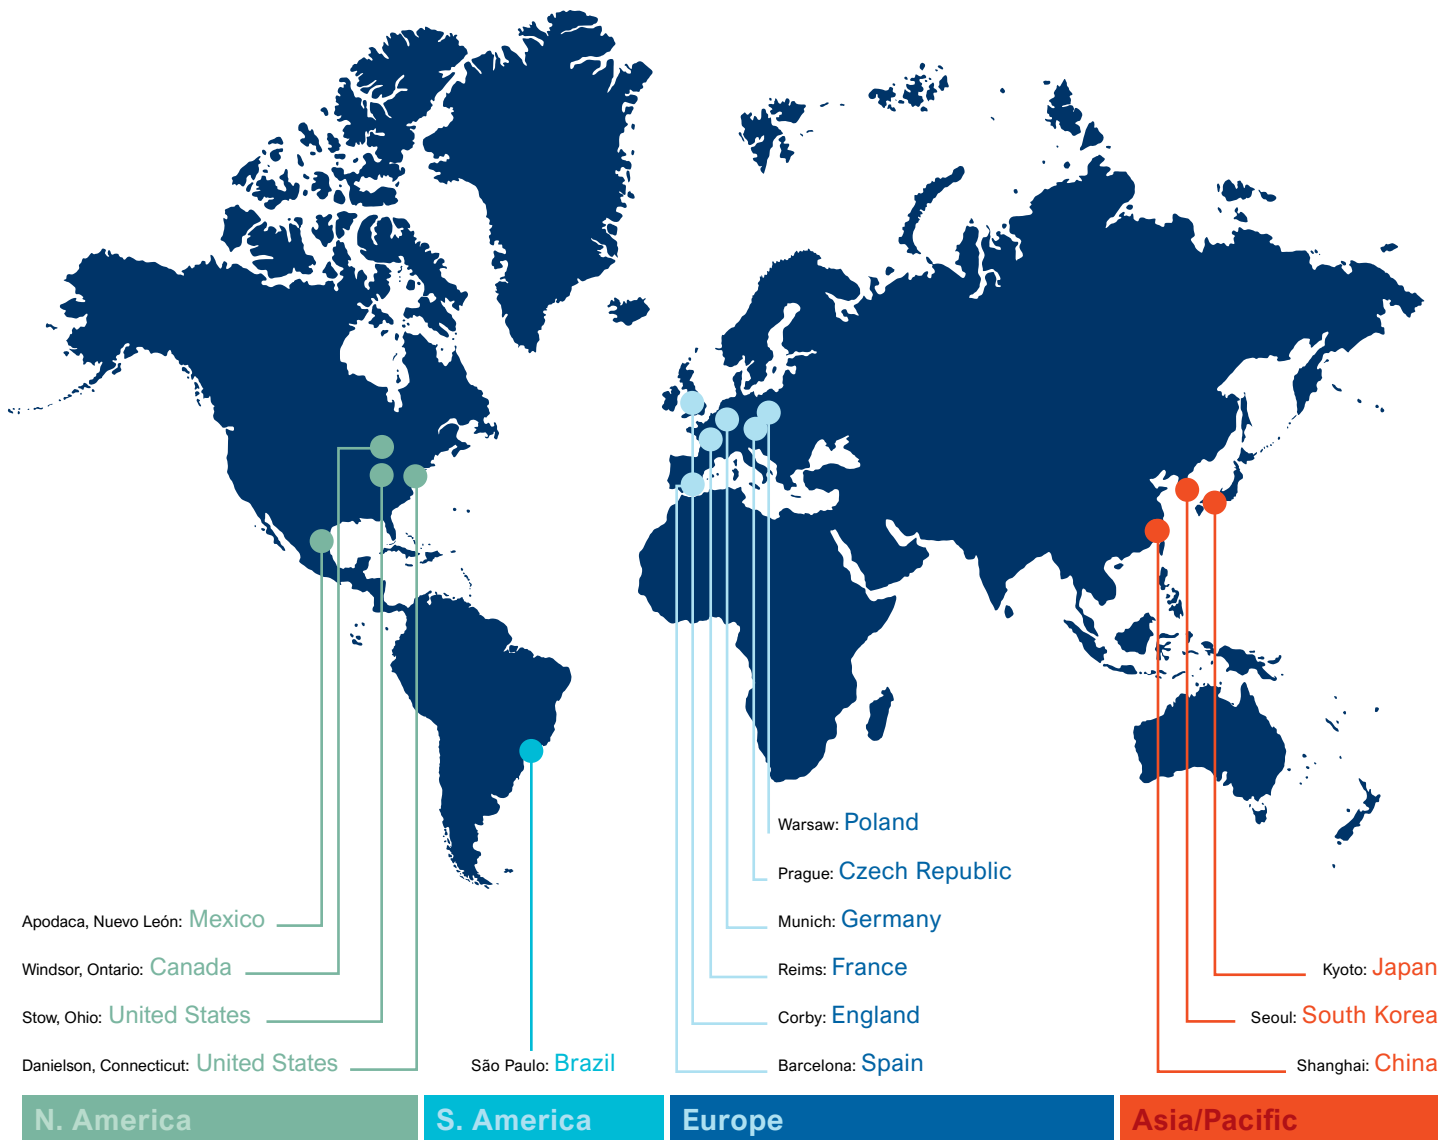 Warsaw: Poland
Prague: Czech Republic
Apodaca, Nuevo León: Mexico
Munich: Germany
Windsor, Ontario: Canada
Reims: France
Kyoto: Japan
Stow, Ohio: United States
Corby: England
Seoul: South Korea
Danielson, Connecticut: United States
São Paulo: Brazil
Barcelona: Spain
Shanghai: China
N. America
S. America
Europe
Asia/Pacific